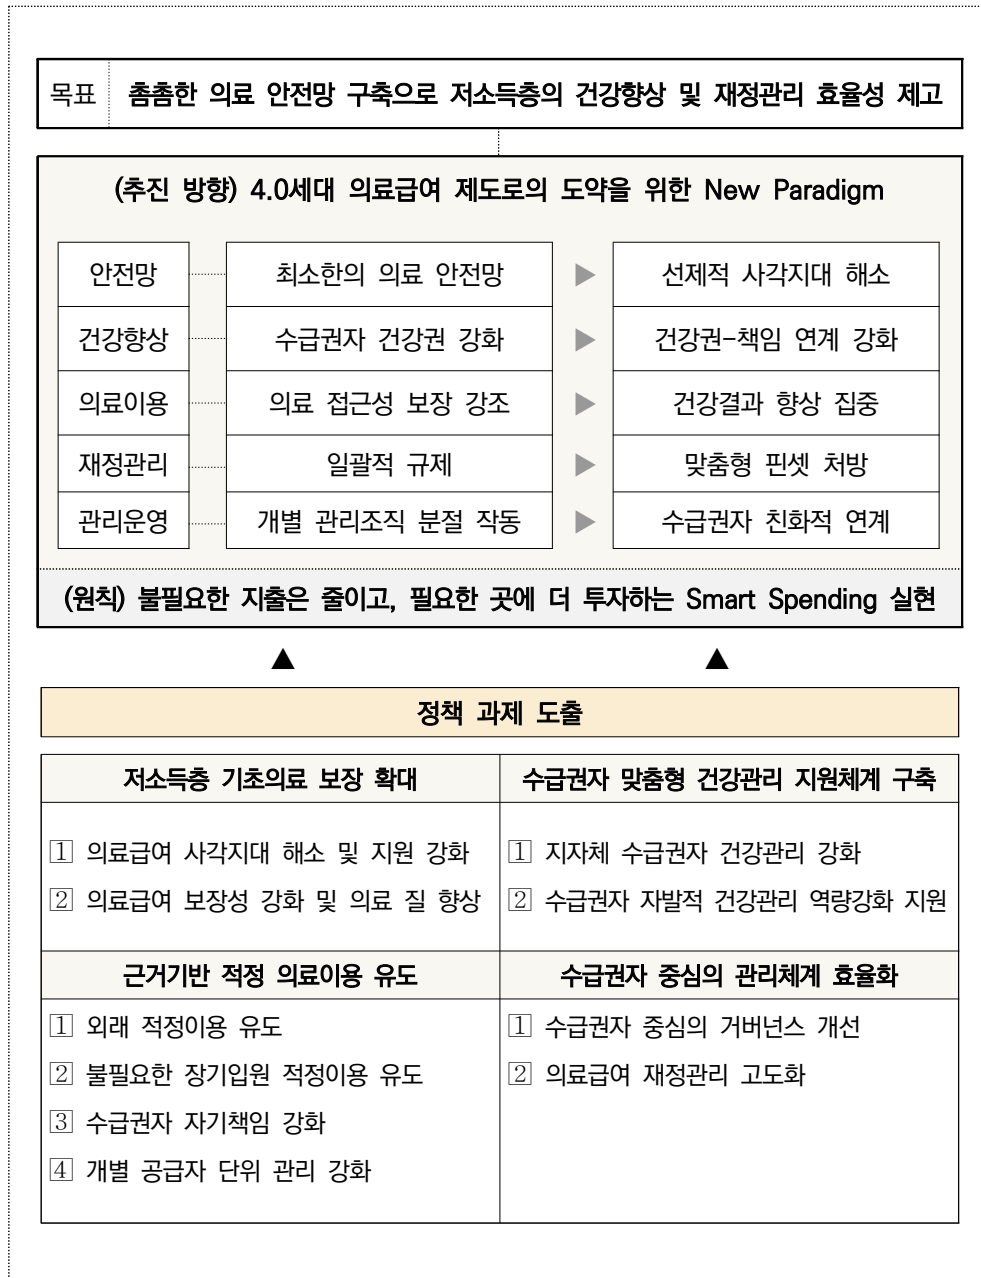 목표 촘촘한 의료 안전망 구축으로 저소득층의 건강향상 및 재정관리 효율성 제고
(추진 방향) 4.0세대 의료급여 제도로의 도약을 위한 New Paradigm
안전망 최소한의 의료 안전망 ▶ 선제적 사각지대 해소
건강향상 수급권자 건강권 강화 ▶ 건강권-책임 연계 강화
의료이용 의료 접근성 보장 강조 ▶ 건강결과 향상 집중
재정관리 일괄적 규제 ▶ 맞춤형 핀셋 처방
관리운영 개별 관리조직 분절 작동 ▶ 수급권자 친화적 연계
(원칙) 불필요한 지출은 줄이고, 필요한 곳에 더 투자하는 Smart Spending 실현
▲ ▲
정책 과제 도출
저소득층 기초의료 보장 확대
1 의료급여 사각지대 해소 및 지원 강화
2 의료급여 보장성 강화 및 의료 질 향상
수급권자 맞춤형 건강관리 지원체계 구축
1 지자체 수급권자 건강관리 강화
2 수급권자 자발적 건강관리 역량강화 지원
근거기반 적정 의료이용 유도
1 외래 적정이용 유도
2 불필요한 장기입원 적정이용 유도
3 수급권자 자기책임 강화
4 개별 공급자 단위 관리 강화
수급권자 중심의 관리체계 효율화
1 수급권자 중심의 거버넌스 개선
2 의료급여 재정관리 고도화